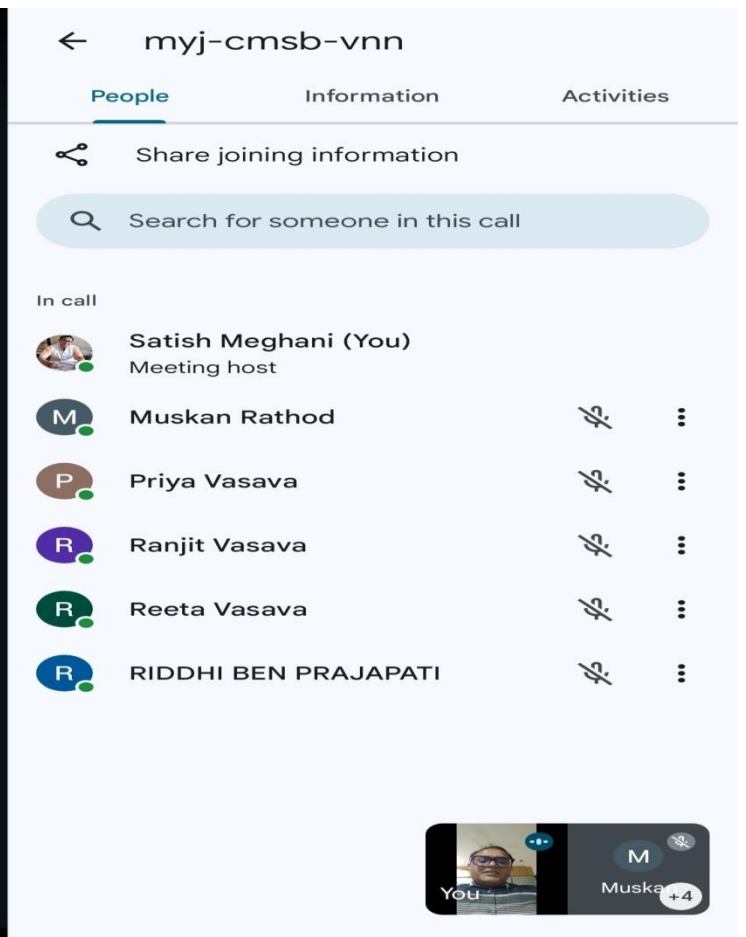 myj-cmsb-vnn
People Information Activities
Share joining information
Search for someone in this call
In call
Satish Meghani (You)
Meeting host
M Muskan Rathod
P Priya Vasava
R Ranjit Vasava
R Reeta Vasava
R RIDDHI BEN PRAJAPATI
M
You Muskan +4